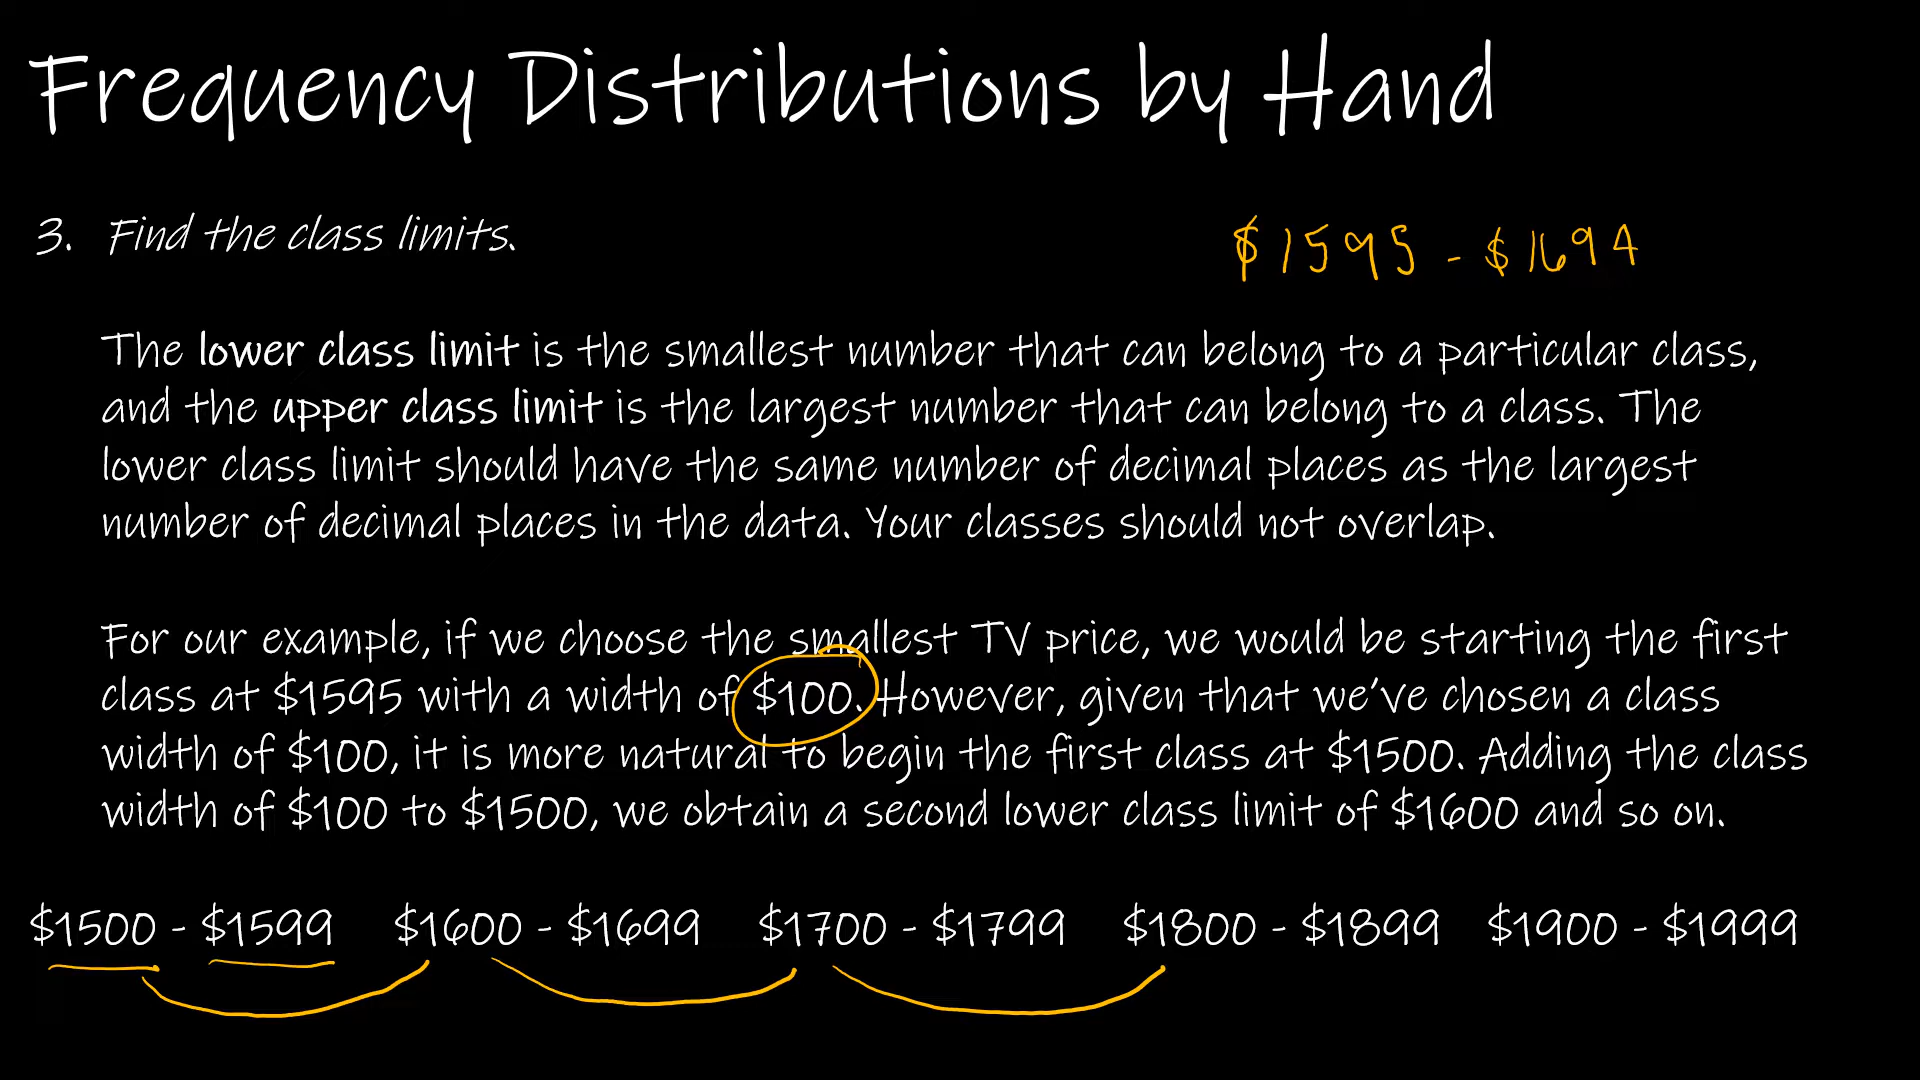 Frequency Distributions by Hand
3. Find the class limits.
$1595 - $1694
The lower class limit is the smallest number that can belong to a particular class,
and the upper class limit is the largest number that can belong to a class. The
lower class limit should have the same number of decimal places as the largest
number of decimal places in the data. Your classes should not overlap.
For our example, if we choose the smallest TV price, we would be starting the first
class at $1595 with a width of $100. However, given that we've chosen a class
width of $100, it is more natural to begin the first class at $1500. Adding the class
width of $100 to $1500, we obtain a second lower class limit of $1600 and so on.
$1500 - $1599 $1600 - $1699 $1700 - $1799 $1800 - $1899 $1900 - $1999